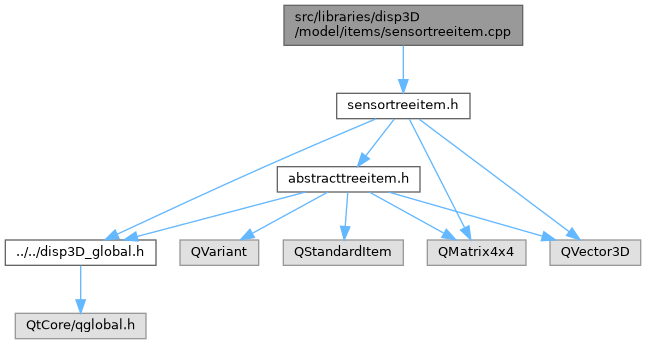 src/libraries/disp3D
/model/items/sensortreeitem.cpp
sensortreeitem.h
abstracttreeitem.h
../../disp3D_global.h
QVariant
QStandardItem
QMatrix4x4
QVector3D
QtCore/qglobal.h